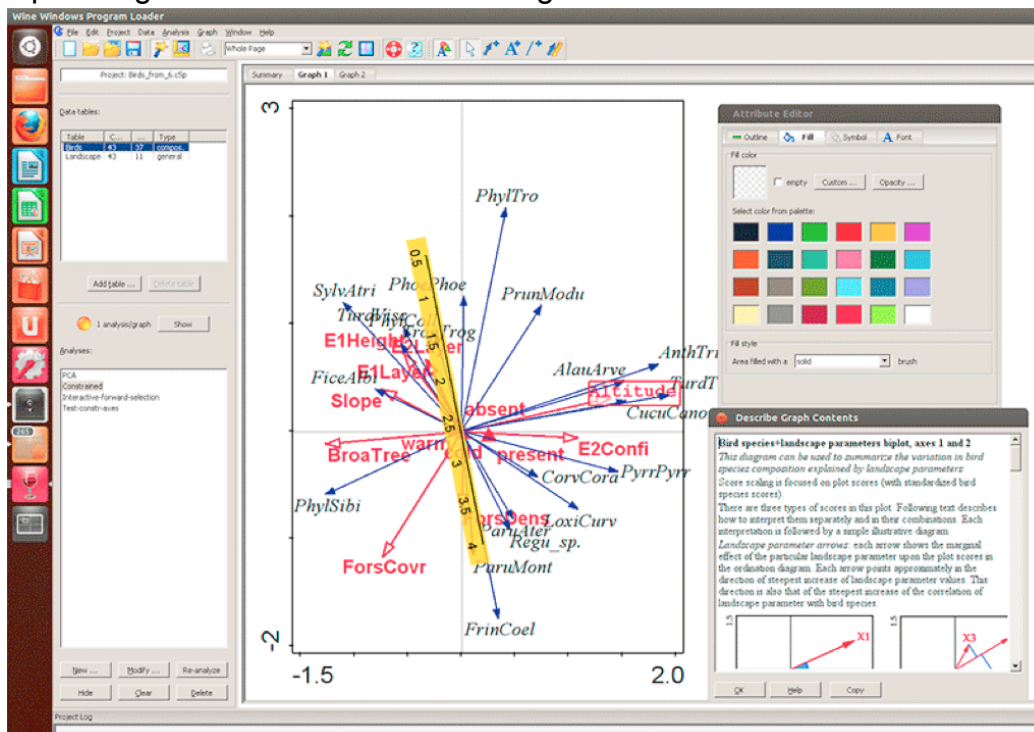 Wine Windows Program Loader
File Edit Project Data Analysis Graph Window Help
Whole Page
Project: Birds_from_6.c5p
Data tables:
Table C... ... Type
Birds 43 37 compos.
Landscape 43 11 general
Add table ... Delete table
1 analysis/graph Show
Analyses:
PCA
Constrained
Interactive-forward-selection
Test-constr-axes
New ... Modify ... Re-analyze
Hide Clear Delete
Project Log
Summary Graph 1 Graph 2
3
-2
-1.5
2.0
PhylTro
PhoePhoe
PrunModu
SylvAtri
TurdVisc
PhylColl
TrogTrog
E1Height
E2Layer
E1Layer
FiceAlbi
Slope
AnthTri
AlauArve
TurdT
Altitude
CucuCano
absent
warm
cold
present
E2Confi
BroaTree
PyrrPyrr
CorvCora
PhylSibi
LoxiCurv
ForsDens
ParuAter
Regu_sp.
ForsCovr
ParuMont
FrinCoel
0.5
1
1.5
2
2.5
3
3.5
4
Attribute Editor
Outline Fill Symbol A Font
Fill color
empty Custom ... Opacity ...
Select color from palette:
Fill style
Area filled with a solid brush
Describe Graph Contents
Bird species+landscape parameters biplot, axes 1 and 2
This diagram can be used to summarize the variation in bird
species compostion explained by landscape parameters
Score scaling is focused on plot scores (with standardized bird
species scores).
There are three types of scores in this plot. Following text describes
how to interpret them separately and in their combinations. Each
interpretation is followed by a simple illustrative diagram.
Landscape parameter arrows: each arrow shows the marginal
effect of the particular landscape parameter upon the plot scores in
the ordination diagram. Each arrow points approximately in the
direction of steepest increase of landscape parameter values. This
direction is also that of the steepest increase of the correlation of
landscape parameter with bird species.
1.5
X1
1.5
X3
OK Help Copy
265